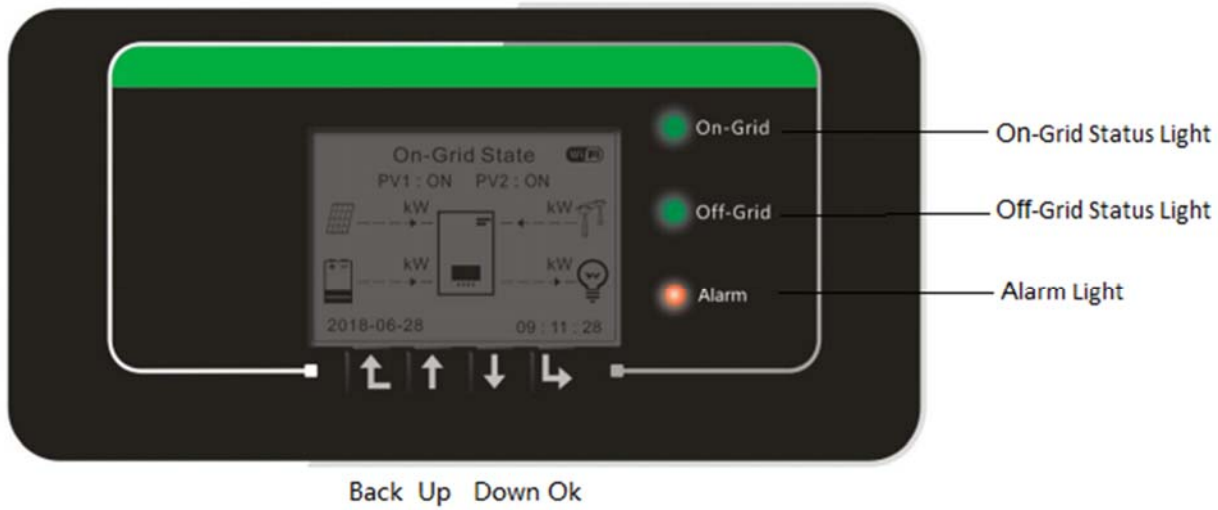 On-Grid State WiFi
PV1 : ON PV2 : ON
kW kW
kW kW
2018-06-28 09 : 11 : 28
On-Grid
Off-Grid
Alarm
On-Grid Status Light
Off-Grid Status Light
Alarm Light
Back Up Down Ok